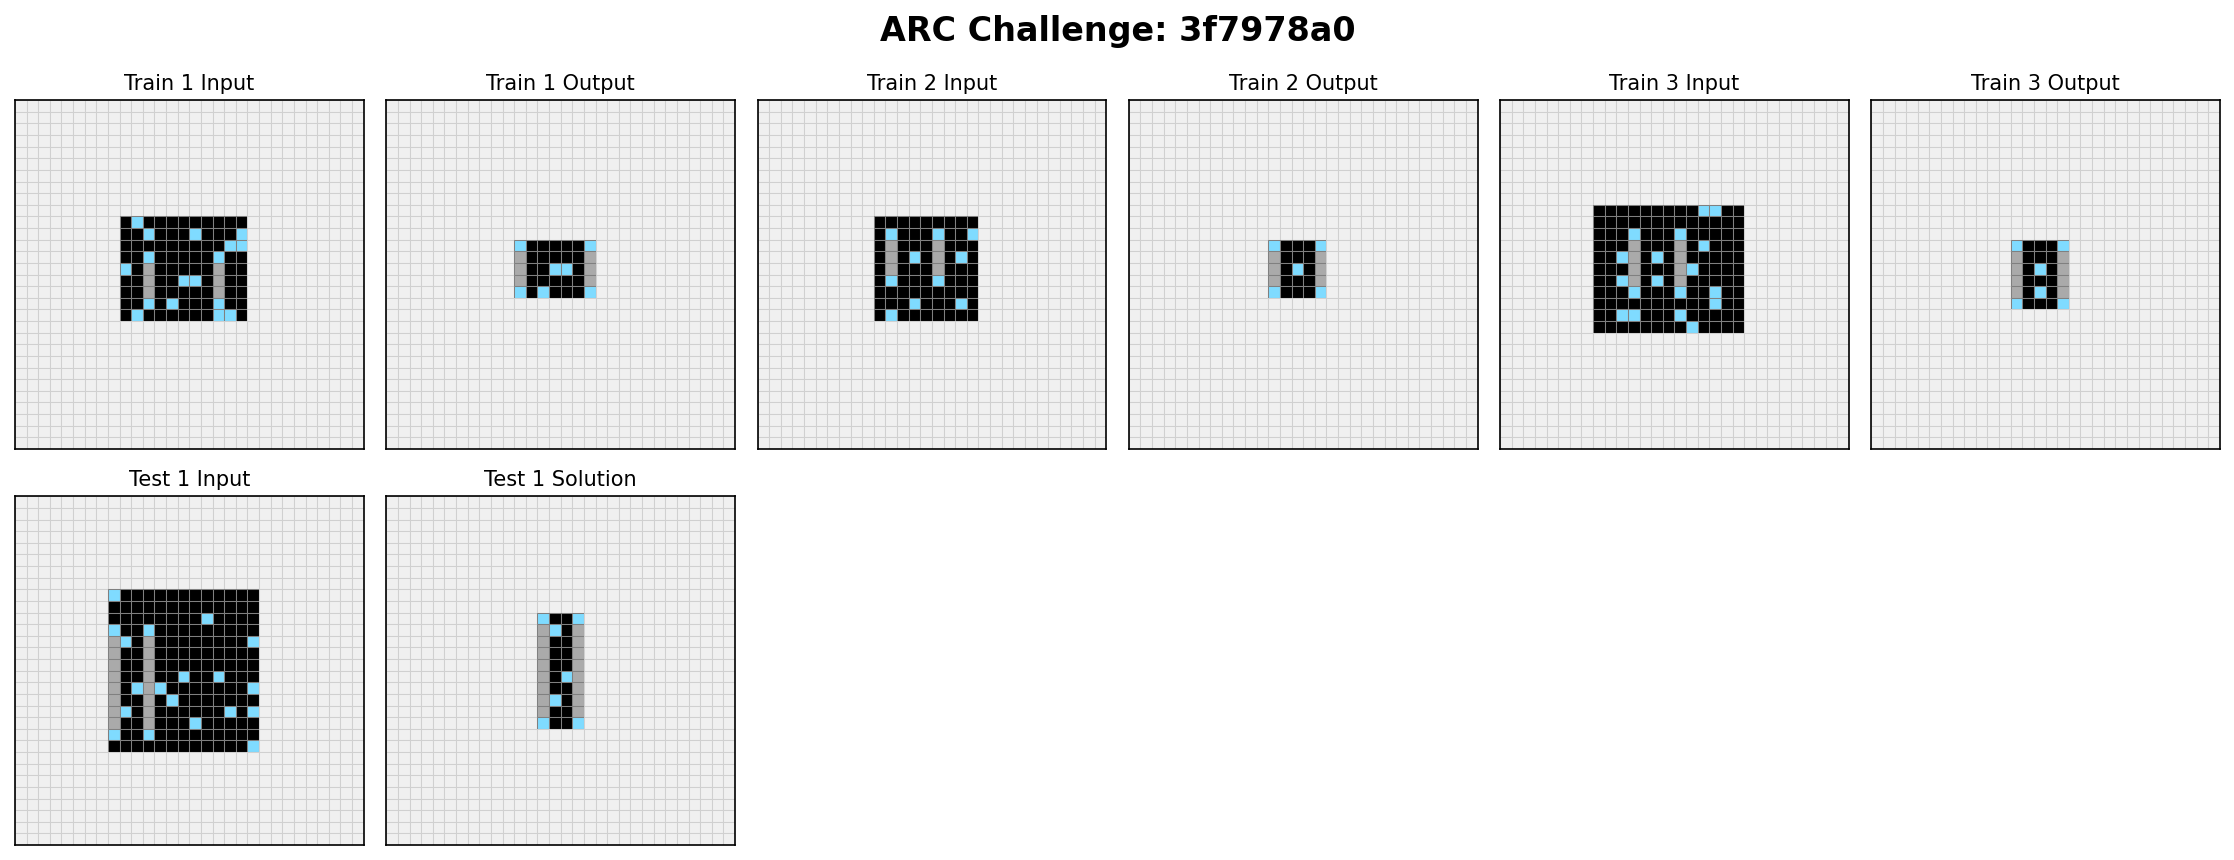 ARC Challenge: 3f7978a0
Train 1 Input
Train 1 Output
Train 2 Input
Train 2 Output
Train 3 Input
Train 3 Output
Test 1 Input
Test 1 Solution